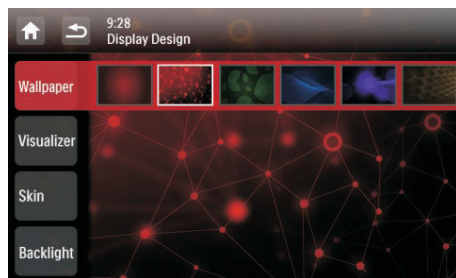 9:28
Display Design
Wallpaper
Visualizer
Skin
Backlight